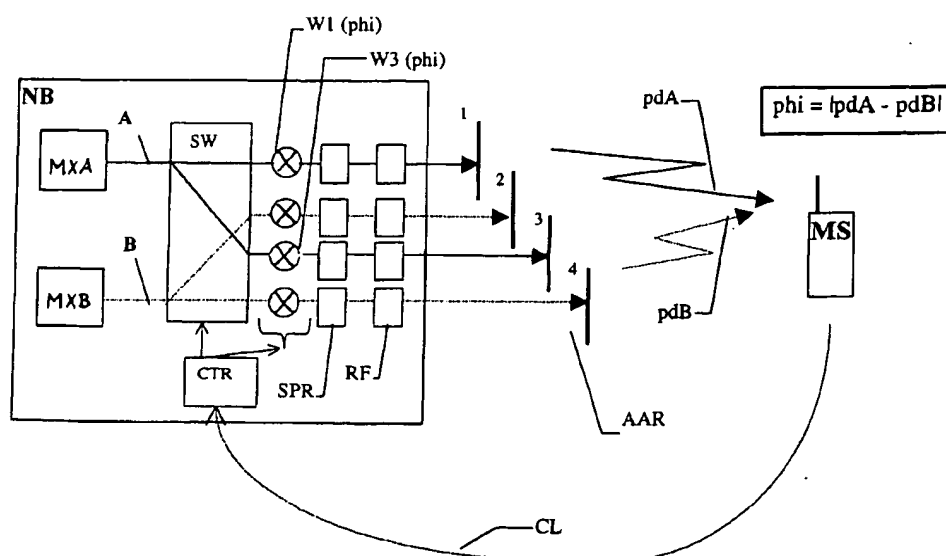 W1 (phi)
W3 (phi)
NB
A
SW
MXA
1
pdA
phi = |pdA - pdB|
2
3
MS
B
4
MXB
pdB
CTR
SPR
RF
AAR
CL